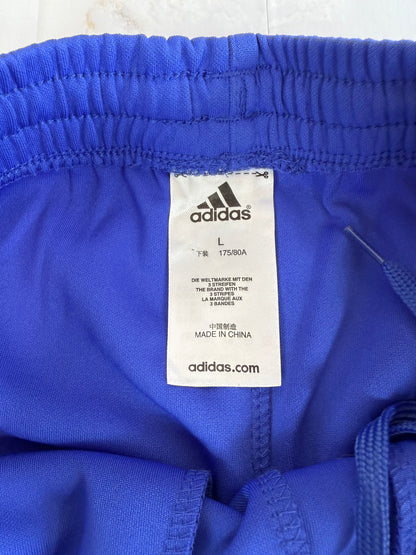 adidas
L
下裝 175/80A
DIE WELTMARKE MIT DEN
3 STREIFEN
THE BRAND WITH THE
3 STRIPES
LA MARQUE AUX
3 BANDES
中国制造
MADE IN CHINA
adidas.com